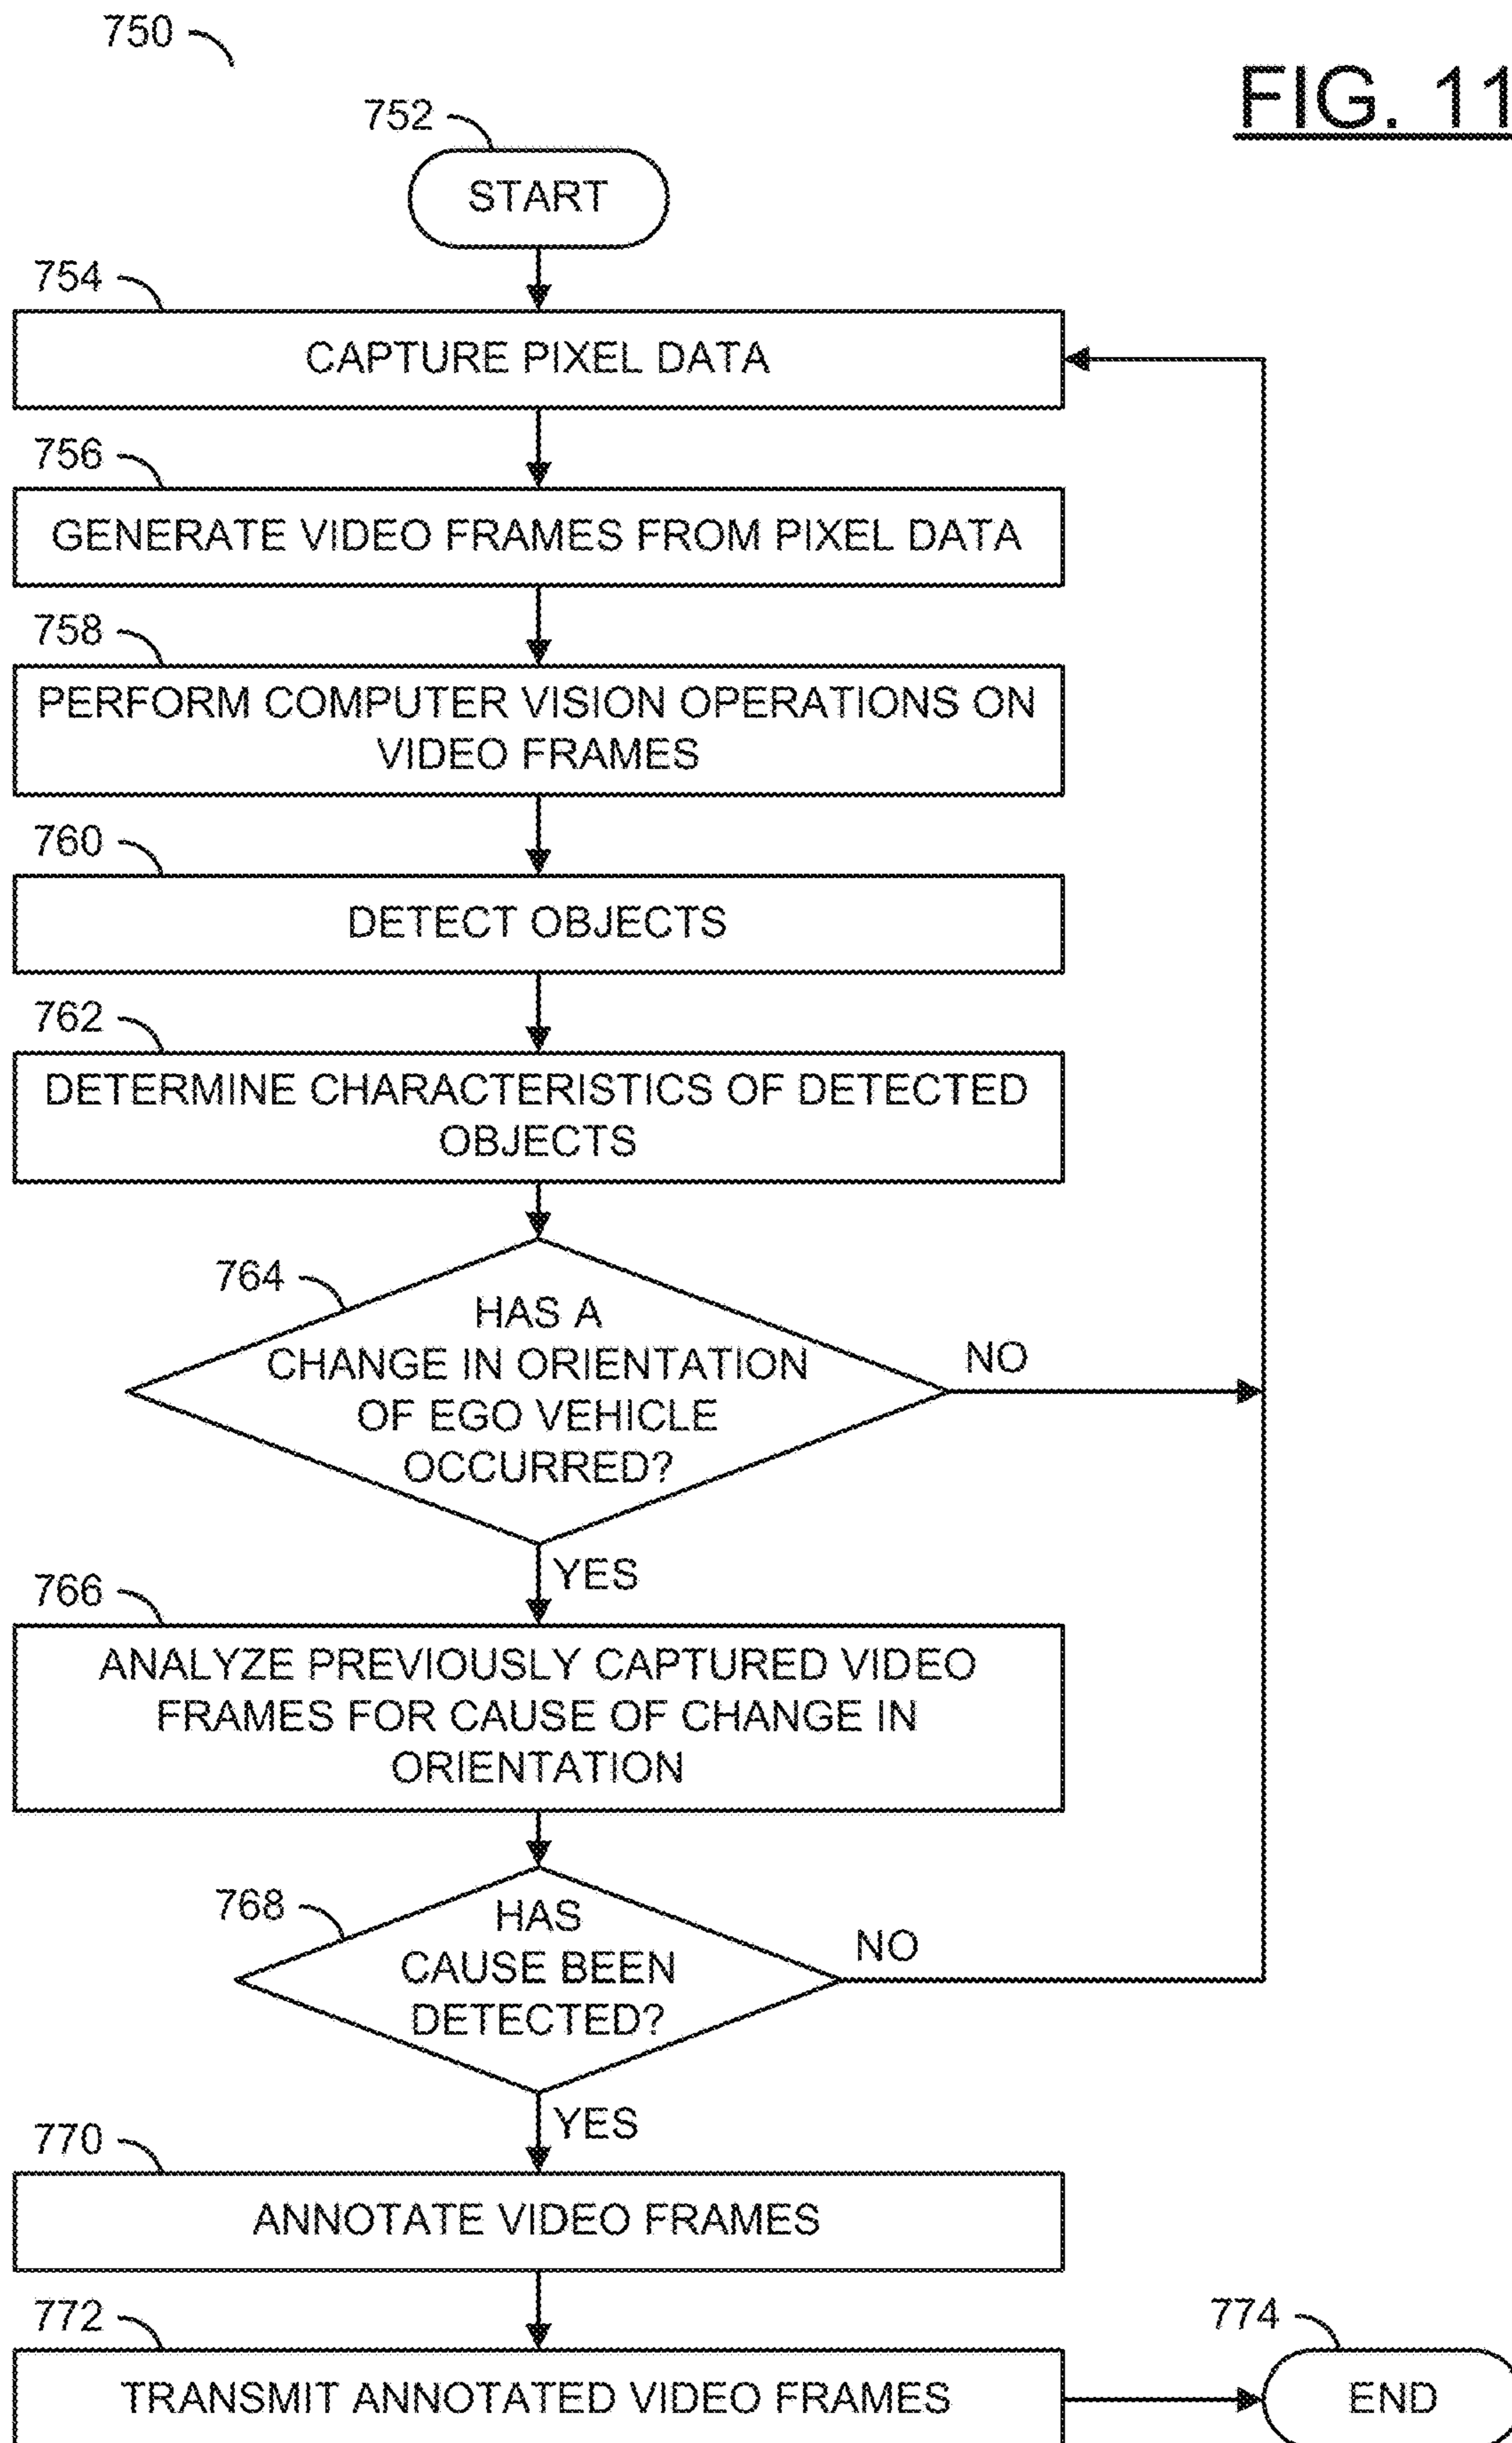 750
FIG. 11
752
START
754
CAPTURE PIXEL DATA
756
GENERATE VIDEO FRAMES FROM PIXEL DATA
758
PERFORM COMPUTER VISION OPERATIONS ON
VIDEO FRAMES
760
DETECT OBJECTS
762
DETERMINE CHARACTERISTICS OF DETECTED
OBJECTS
764
HAS A
CHANGE IN ORIENTATION
OF EGO VEHICLE
OCCURRED?
NO
YES
766
ANALYZE PREVIOUSLY CAPTURED VIDEO
FRAMES FOR CAUSE OF CHANGE IN
ORIENTATION
768
HAS
CAUSE BEEN
DETECTED?
NO
YES
770
ANNOTATE VIDEO FRAMES
772
TRANSMIT ANNOTATED VIDEO FRAMES
774
END